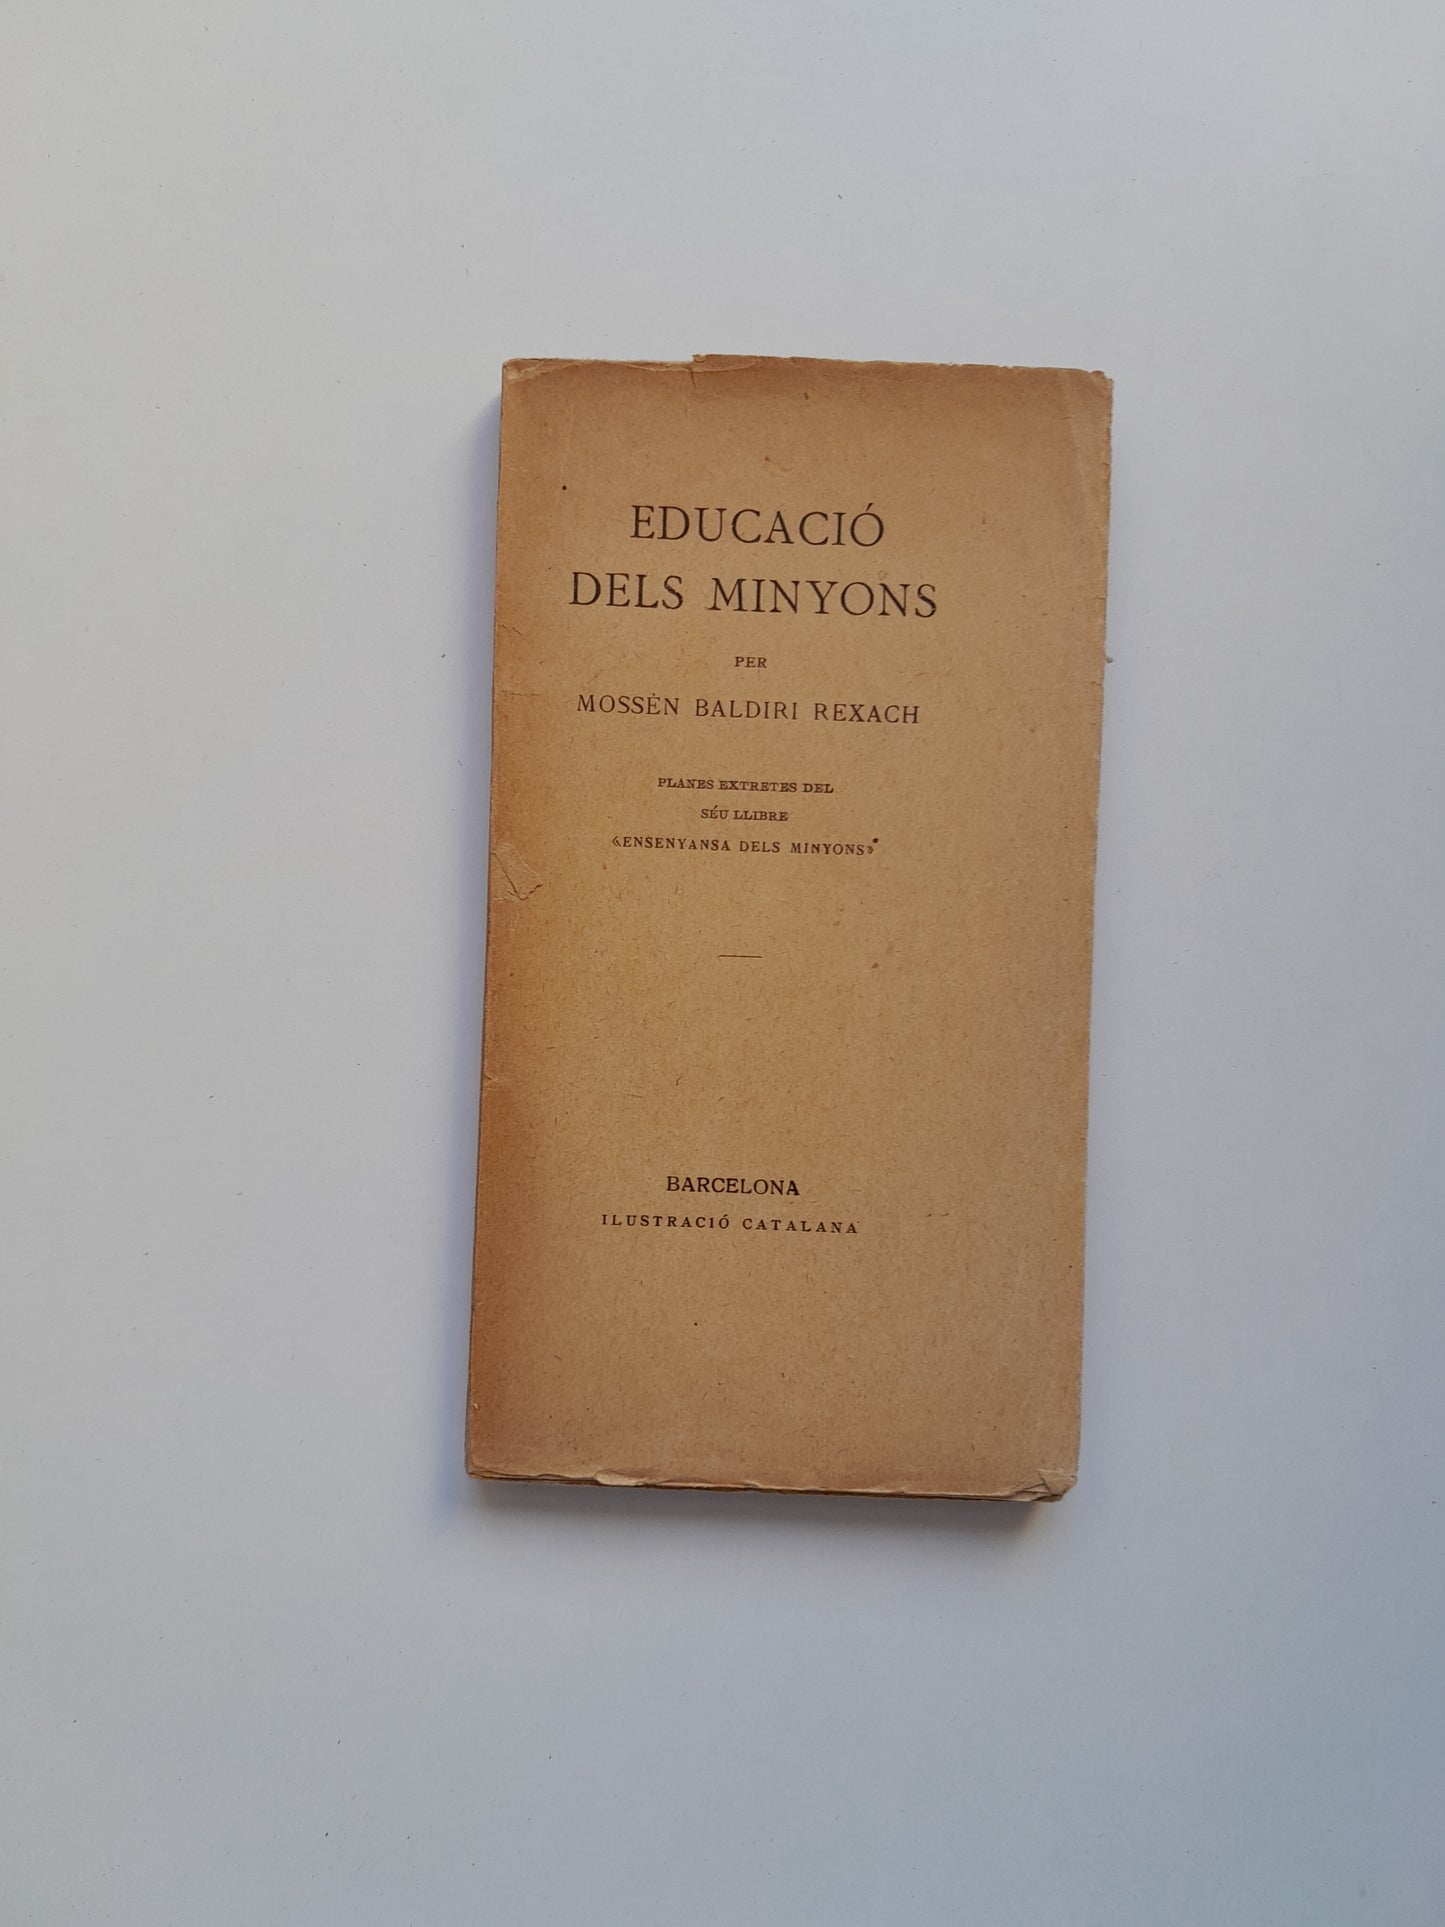 EDUCACIÓ
DELS MINYONS
PER
MOSSÈN BALDIRI REXACH
PLANES EXTRETES DEL
SÉU LLIBRE
«ENSENYANSA DELS MINYONS»
BARCELONA
ILUSTRACIÓ CATALANA